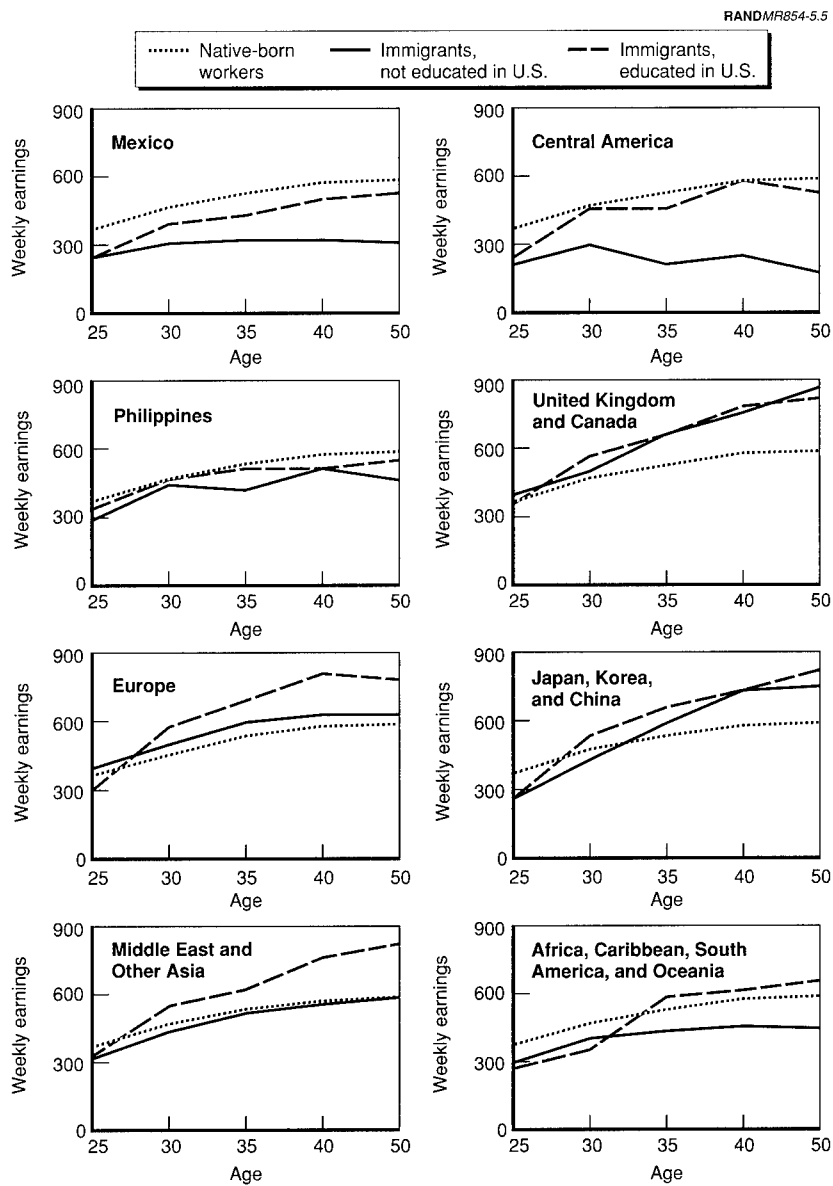 RANDMR854-5.5
Native-born workers
Immigrants, not educated in U.S.
Immigrants, educated in U.S.
Mexico
Weekly earnings
900
600
300
0
25 30 35 40 50
Age
Central America
Weekly earnings
900
600
300
0
25 30 35 40 50
Age
Philippines
Weekly earnings
900
600
300
0
25 30 35 40 50
Age
United Kingdom
and Canada
Weekly earnings
900
600
300
0
25 30 35 40 50
Age
Europe
Weekly earnings
900
600
300
0
25 30 35 40 50
Age
Japan, Korea,
and China
Weekly earnings
900
600
300
0
25 30 35 40 50
Age
Middle East and
Other Asia
Weekly earnings
900
600
300
0
25 30 35 40 50
Age
Africa, Caribbean, South
America, and Oceania
Weekly earnings
900
600
300
0
25 30 35 40 50
Age